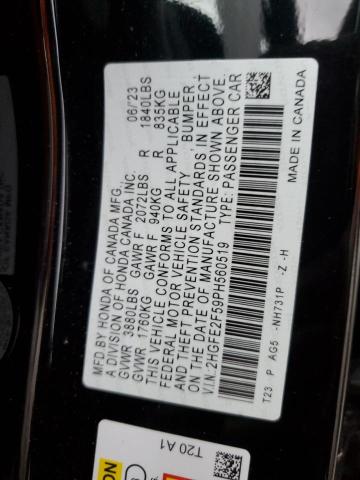 MFD BY HONDA OF CANADA MFG. 06/23
A DIVISION OF HONDA CANADA INC.
GVWR 3880LBS GAWR F 2072LBS R 1840LBS
GVWR 1760KG GAWR F 940KG R 835KG
THIS VEHICLE CONFORMS TO ALL APPLICABLE
FEDERAL MOTOR VEHICLE SAFETY, BUMPER,
AND THEFT PREVENTION STANDARDS IN EFFECT
ON THE DATE OF MANUFACTURE SHOWN ABOVE.
V.I.N. 2HGFE2F59PH560519 TYPE: PASSENGER CAR
T23 P AG5 -NH731P -Z -H MADE IN CANADA
T20 A1